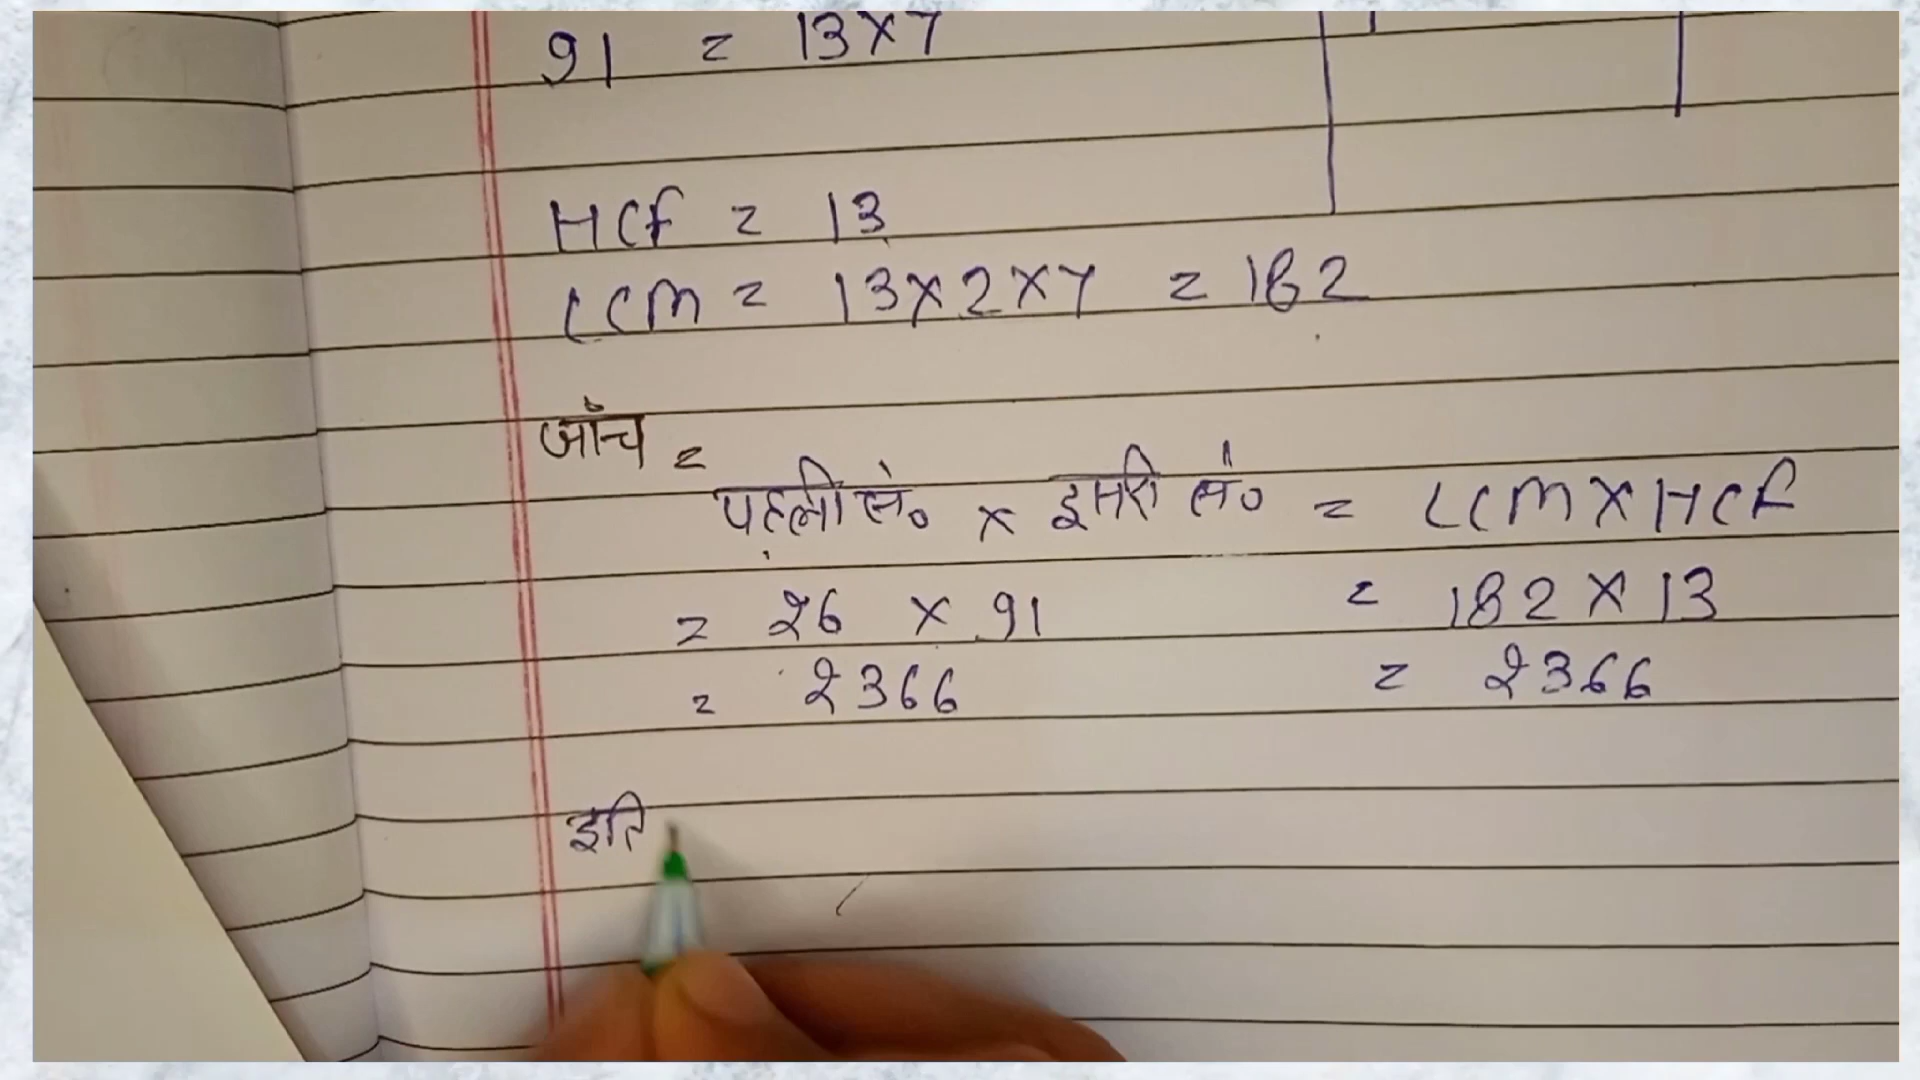 91 = 13×7
HCF = 13
LCM = 13×2×7 = 182
जाँच =
पहली सं० × दूसरी सं० = LCM×HCF
= 26 × 91 = 182 × 13
= 2366 = 2366
इति